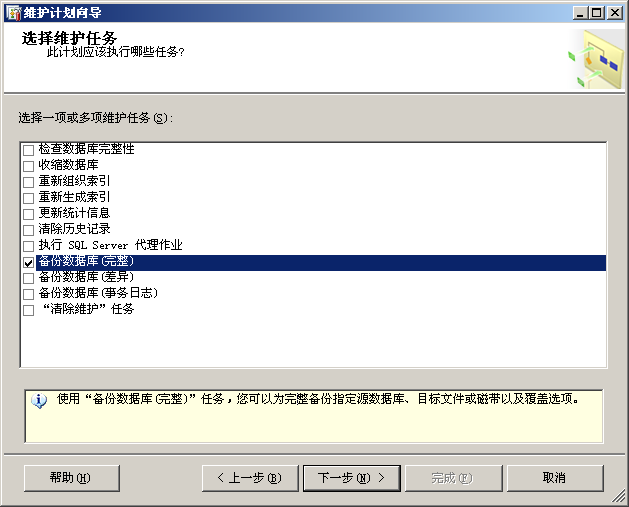 维护计划向导
选择维护任务
此计划应该执行哪些任务?
选择一项或多项维护任务(S):
检查数据库完整性
收缩数据库
重新组织索引
重新生成索引
更新统计信息
清除历史记录
执行 SQL Server 代理作业
备份数据库(完整)
备份数据库(差异)
备份数据库(事务日志)
“清除维护”任务
使用“备份数据库(完整)”任务,您可以为完整备份指定源数据库、目标文件或磁带以及覆盖选项。
帮助(H)
< 上一步(B)
下一步(N) >
完成(F)
取消